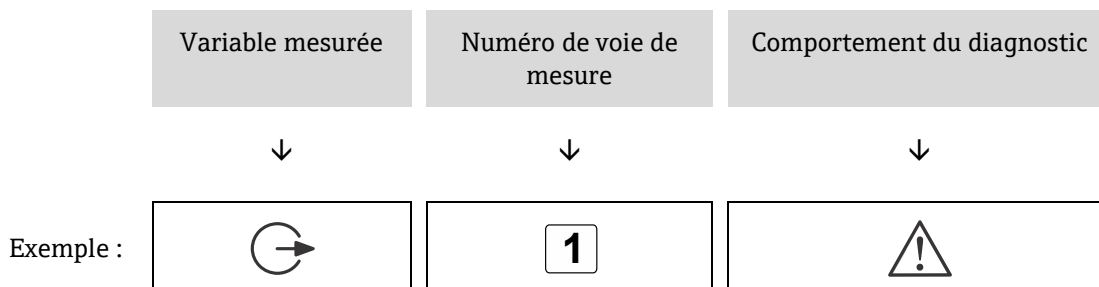 Variable mesurée
Numéro de voie de
mesure
Comportement du diagnostic
Exemple :
1